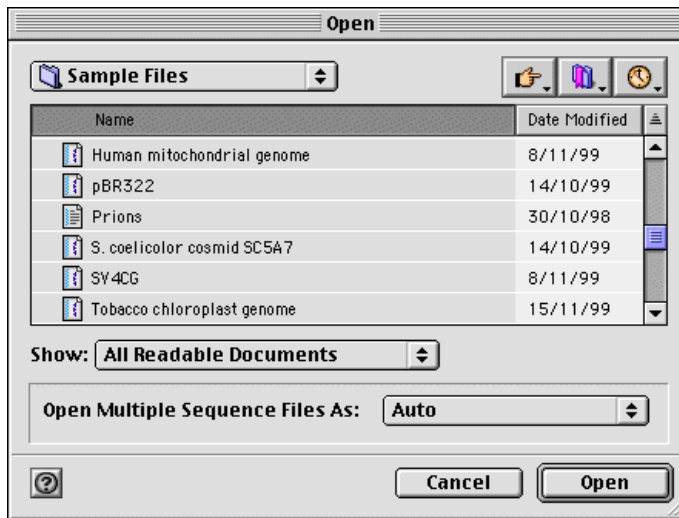 Open
Sample Files
Name Date Modified
Human mitochondrial genome 8/11/99
pBR322 14/10/99
Prions 30/10/98
S. coelicolor cosmid SC5A7 14/10/99
SV4CG 8/11/99
Tobacco chloroplast genome 15/11/99
Show: All Readable Documents
Open Multiple Sequence Files As: Auto
? Cancel Open